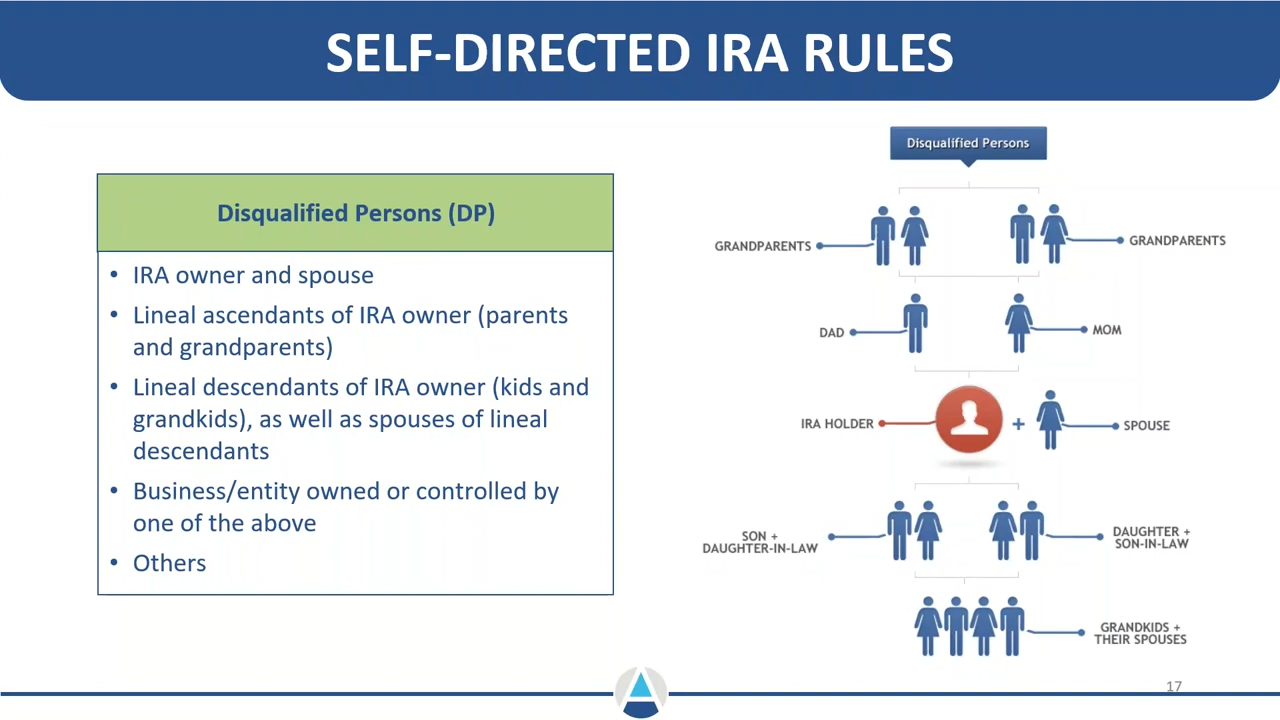 SELF-DIRECTED IRA RULES
Disqualified Persons (DP)
• IRA owner and spouse
• Lineal ascendants of IRA owner (parents
and grandparents)
• Lineal descendants of IRA owner (kids and
grandkids), as well as spouses of lineal
descendants
• Business/entity owned or controlled by
one of the above
• Others
Disqualified Persons
GRANDPARENTS
GRANDPARENTS
DAD
MOM
IRA HOLDER
+
SPOUSE
SON +
DAUGHTER-IN-LAW
DAUGHTER +
SON-IN-LAW
GRANDKIDS +
THEIR SPOUSES
17